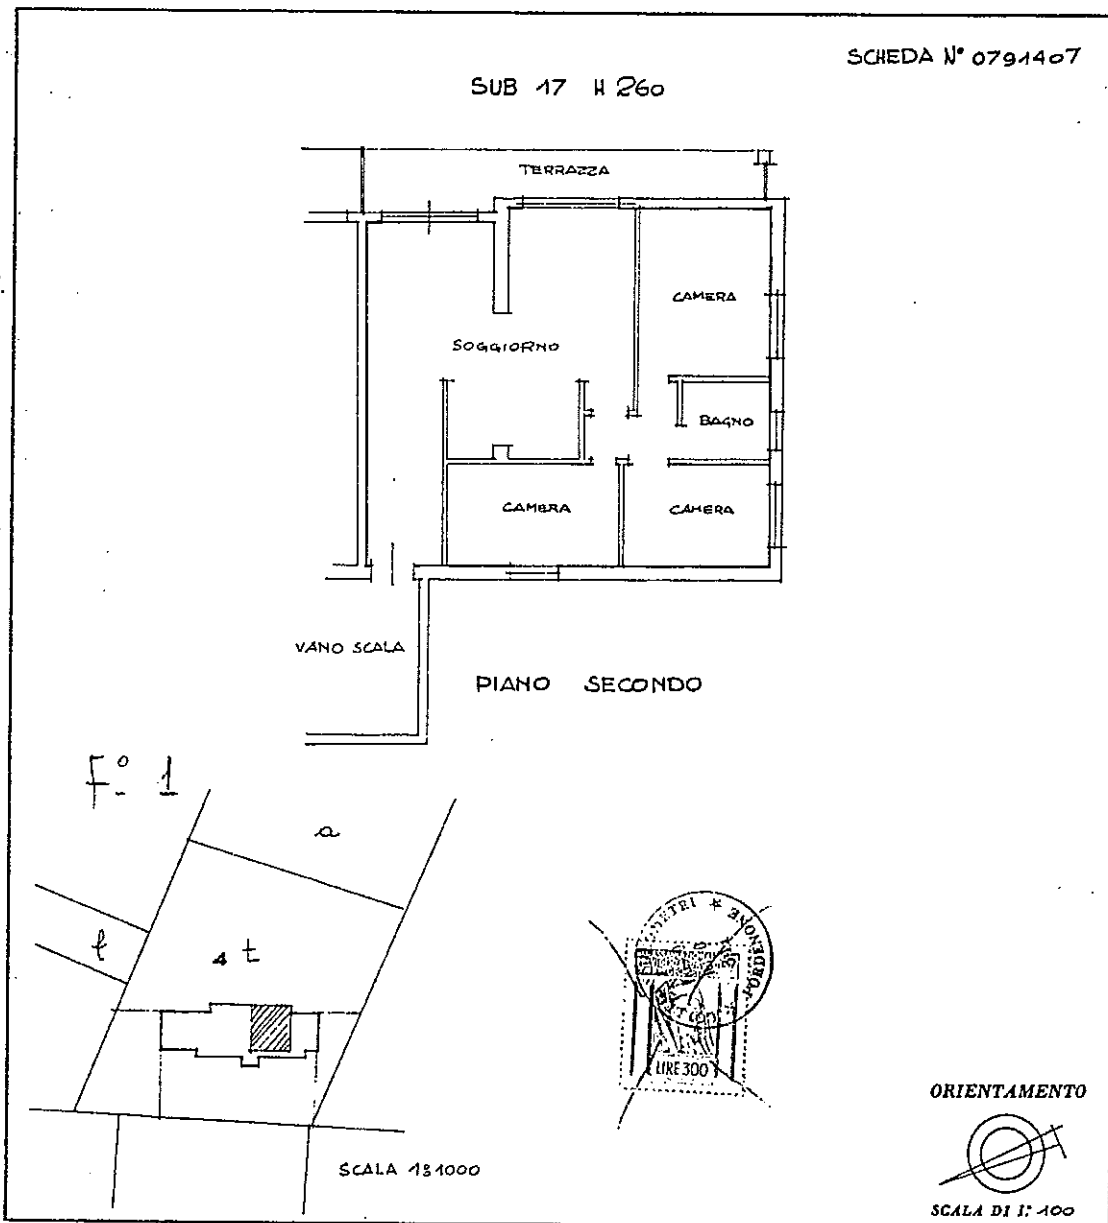 SCHEDA N° 0791407
SUB 17 H 260
TERRAZZA
CAMERA
SOGGIORNO
BAGNO
CAMERA
CAMERA
VANO SCALA
PIANO SECONDO
F.° 1
a
f
4 t
PORDENONE
LIRE 300
ORIENTAMENTO
SCALA 1:1000
SCALA DI 1: 100